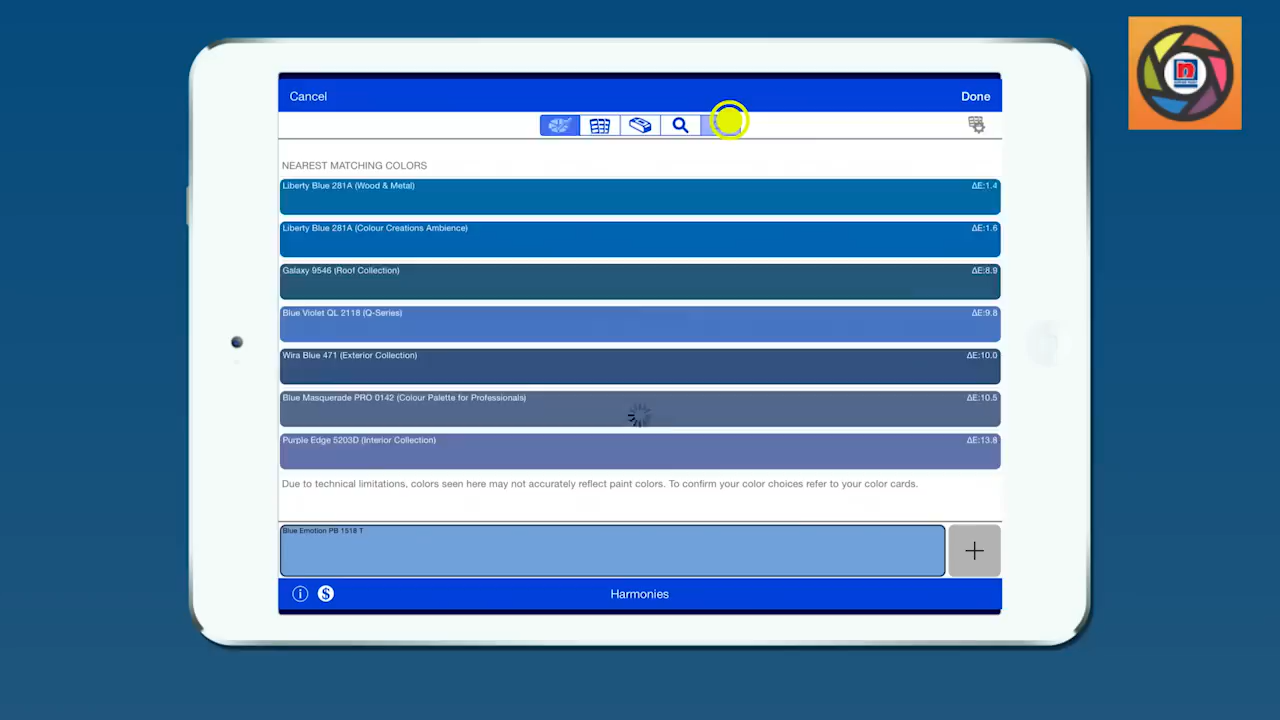 Cancel
Done
NEAREST MATCHING COLORS
Liberty Blue 281A (Wood & Metal)
ΔE:1.4
Liberty Blue 281A (Colour Creations Ambience)
ΔE:1.6
Galaxy 9546 (Roof Collection)
ΔE:8.9
Blue Violet QL 2118 (Q-Series)
ΔE:9.8
Wira Blue 471 (Exterior Collection)
ΔE:10.0
Blue Masquerade PRO 0142 (Colour Palette for Professionals)
ΔE:10.5
Purple Edge 5203D (Interior Collection)
ΔE:13.8
Due to technical limitations, colors seen here may not accurately reflect paint colors. To confirm your color choices refer to your color cards.
Blue Emotion PB 1518 T
Harmonies